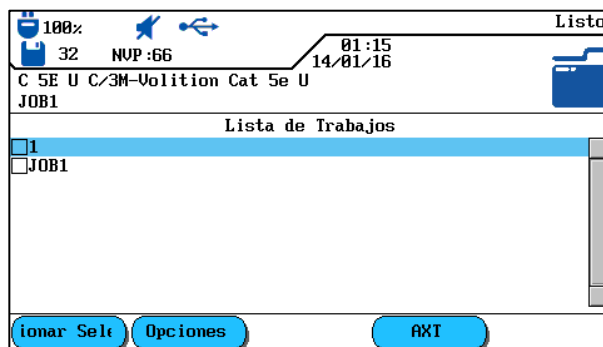 100%
Listo
32 NVP:66
01:15
14/01/16
C 5E U C/3M-Volition Cat 5e U
JOB1
Lista de Trabajos
1
JOB1
ionar Sele
Opciones
AXT